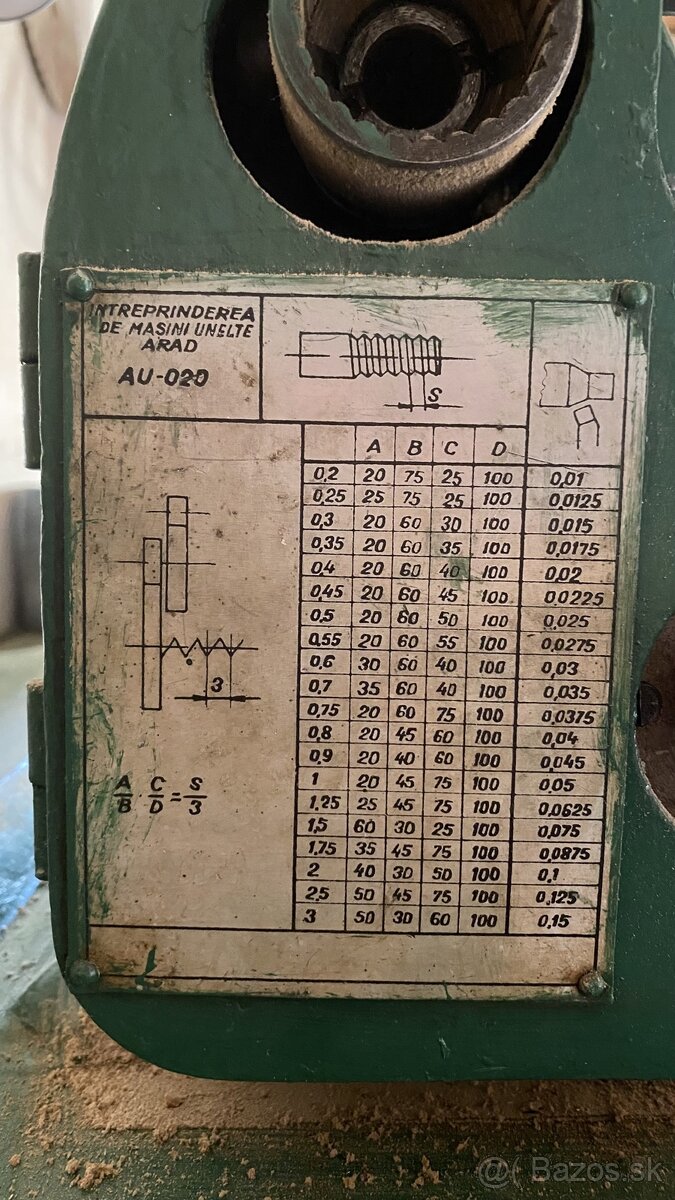 INTREPRINDEREA
DE MASINI UNELTE
ARAD
AU-020
S
A B C D
0,2 20 75 25 100 0,01
0,25 25 75 25 100 0,0125
0,3 20 60 30 100 0,015
0,35 20 60 35 100 0,0175
0,4 20 60 40 100 0,02
0,45 20 60 45 100 0,0225
0,5 20 60 50 100 0,025
0,55 20 60 55 100 0,0275
0,6 30 60 40 100 0,03
0,7 35 60 40 100 0,035
0,75 20 60 75 100 0,0375
0,8 20 45 60 100 0,04
0,9 20 40 60 100 0,045
1 20 45 75 100 0,05
1,25 25 45 75 100 0,0625
1,5 60 30 25 100 0,075
1,75 35 45 75 100 0,0875
2 40 30 50 100 0,1
2,5 50 45 75 100 0,125
3 50 30 60 100 0,15
3
A/B · C/D = S/3
Bazos.sk